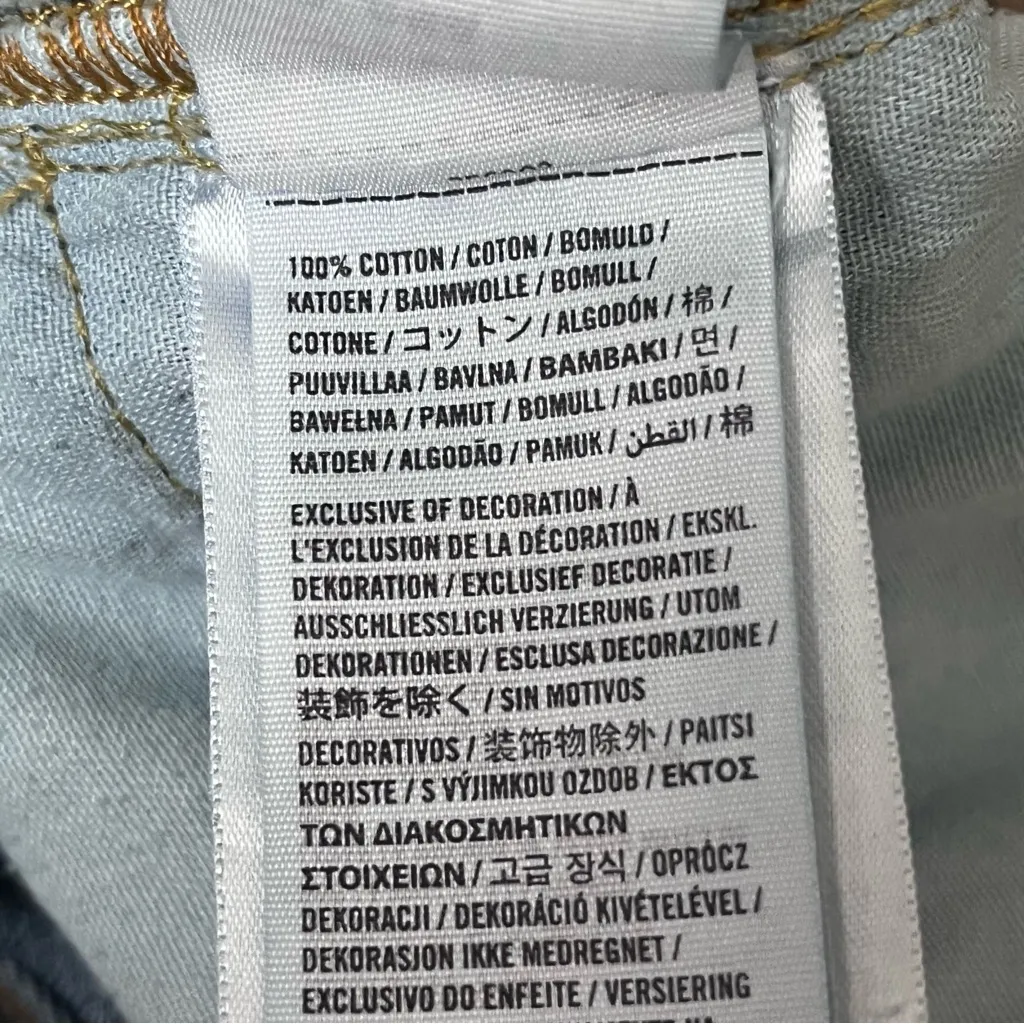 100% COTTON / COTON / BOMULD /
KATOEN / BAUMWOLLE / BOMULL /
COTONE / コットン / ALGODÓN / 棉 /
PUUVILLAA / BAVLNA / BAMBAKI / 면 /
BAWEŁNA / PAMUT / BOMULL / ALGODÃO /
KATOEN / ALGODÃO / PAMUK / القطن / 棉
EXCLUSIVE OF DECORATION / À
L'EXCLUSION DE LA DÉCORATION / EKSKL.
DEKORATION / EXCLUSIEF DECORATIE /
AUSSCHLIESSLICH VERZIERUNG / UTOM
DEKORATIONEN / ESCLUSA DECORAZIONE /
装飾を除く / SIN MOTIVOS
DECORATIVOS / 装饰物除外 / PAITSI
KORISTE / S VÝJIMKOU OZDOB / ΕΚΤΟΣ
ΤΩΝ ΔΙΑΚΟΣΜΗΤΙΚΩΝ
ΣΤΟΙΧΕΙΩΝ / 고급 장식 / OPRÓCZ
DEKORACJI / DEKORÁCIÓ KIVÉTELÉVEL /
DEKORASJON IKKE MEDREGNET /
EXCLUSIVO DO ENFEITE / VERSIERING